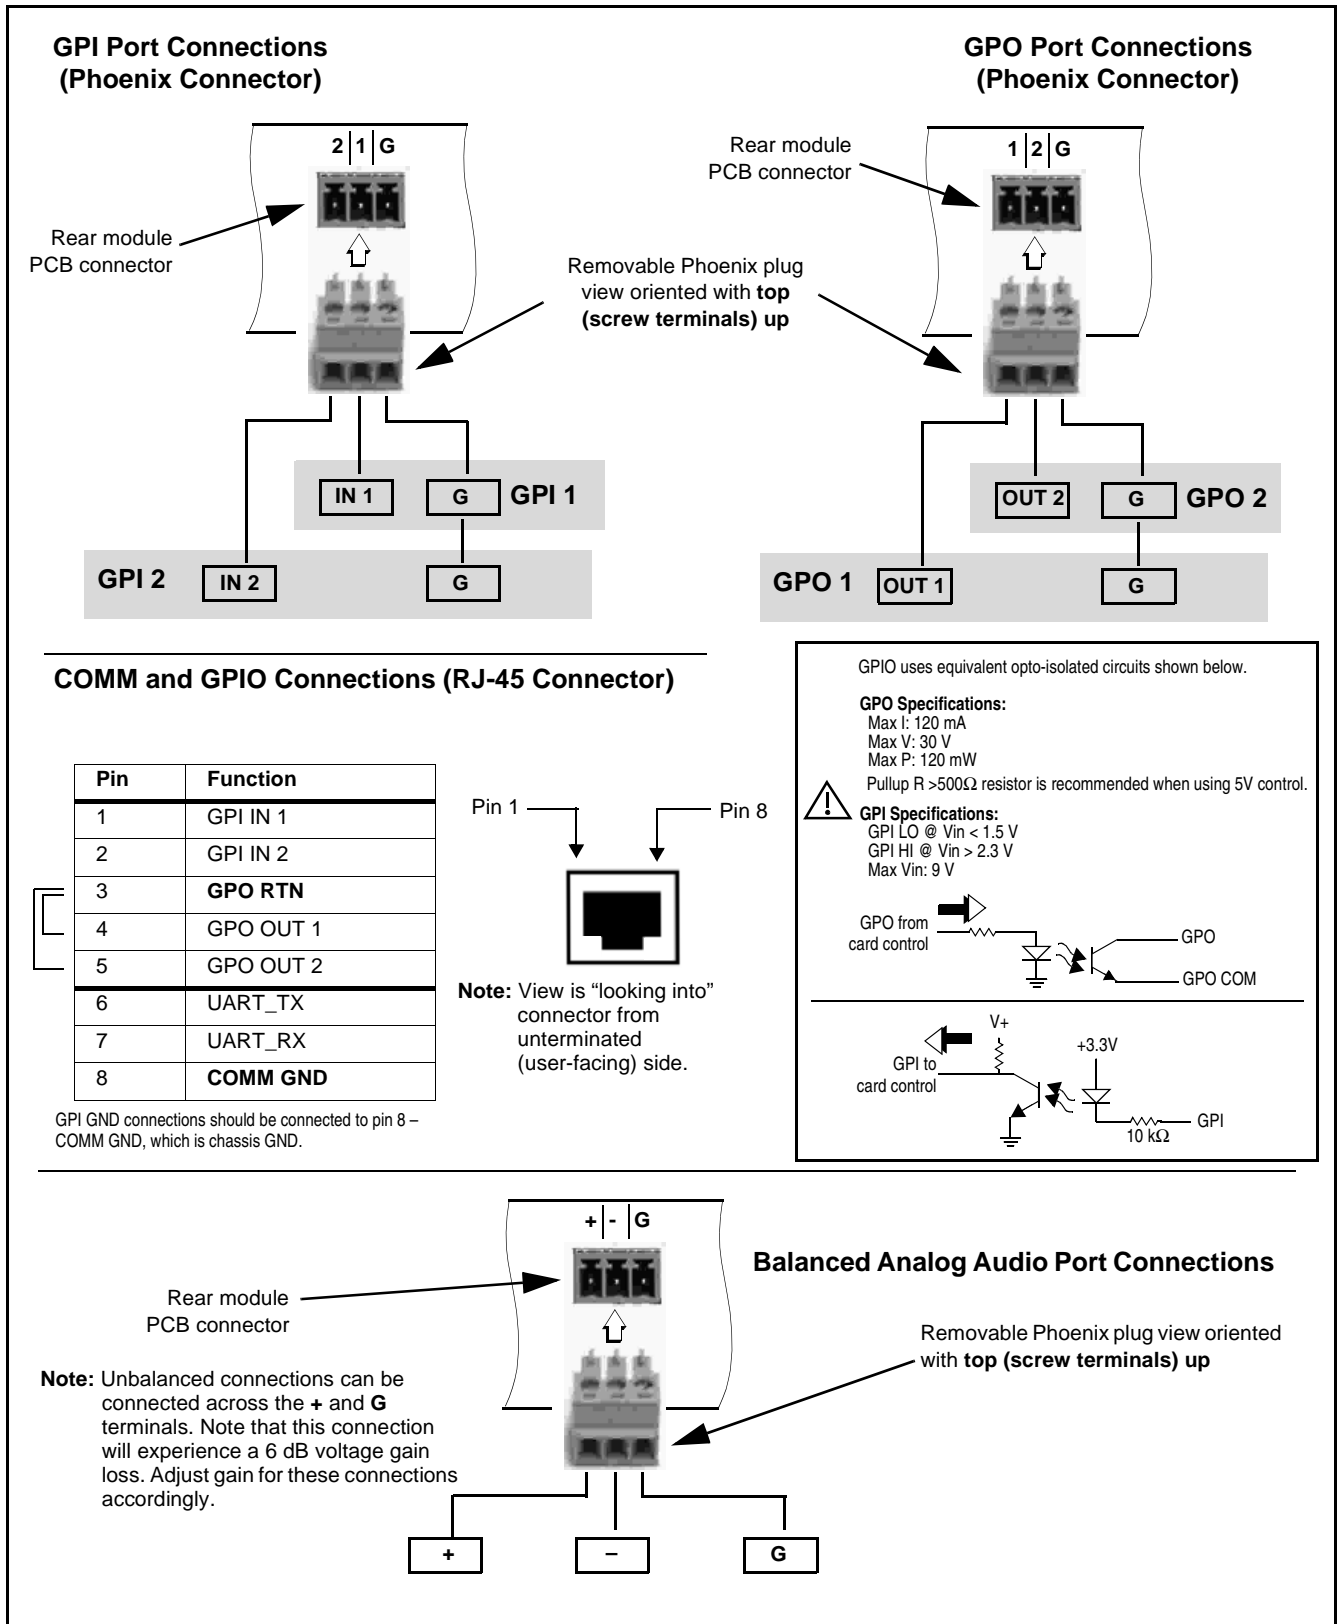 GPI Port Connections
(Phoenix Connector)
2 1 G
Rear module
PCB connector
IN 1
G
GPI 1
GPI 2
IN 2
G
Removable Phoenix plug
view oriented with top
(screw terminals) up
GPO Port Connections
(Phoenix Connector)
1 2 G
Rear module
PCB connector
OUT 2
G
GPO 2
GPO 1
OUT 1
G
COMM and GPIO Connections (RJ-45 Connector)
Pin Function
1 GPI IN 1
2 GPI IN 2
3 GPO RTN
4 GPO OUT 1
5 GPO OUT 2
6 UART_TX
7 UART_RX
8 COMM GND
GPI GND connections should be connected to pin 8 –
COMM GND, which is chassis GND.
Pin 1
Pin 8
Note: View is “looking into”
connector from
unterminated
(user-facing) side.
GPIO uses equivalent opto-isolated circuits shown below.
GPO Specifications:
Max I: 120 mA
Max V: 30 V
Max P: 120 mW
Pullup R >500Ω resistor is recommended when using 5V control.
!
GPI Specifications:
GPI LO @ Vin < 1.5 V
GPI HI @ Vin > 2.3 V
Max Vin: 9 V
GPO from
card control
GPO
GPO COM
V+
GPI to
card control
+3.3V
GPI
10 kΩ
+ - G
Balanced Analog Audio Port Connections
Rear module
PCB connector
Removable Phoenix plug view oriented
with top (screw terminals) up
Note: Unbalanced connections can be
connected across the + and G
terminals. Note that this connection
will experience a 6 dB voltage gain
loss. Adjust gain for these connections
accordingly.
+
–
G